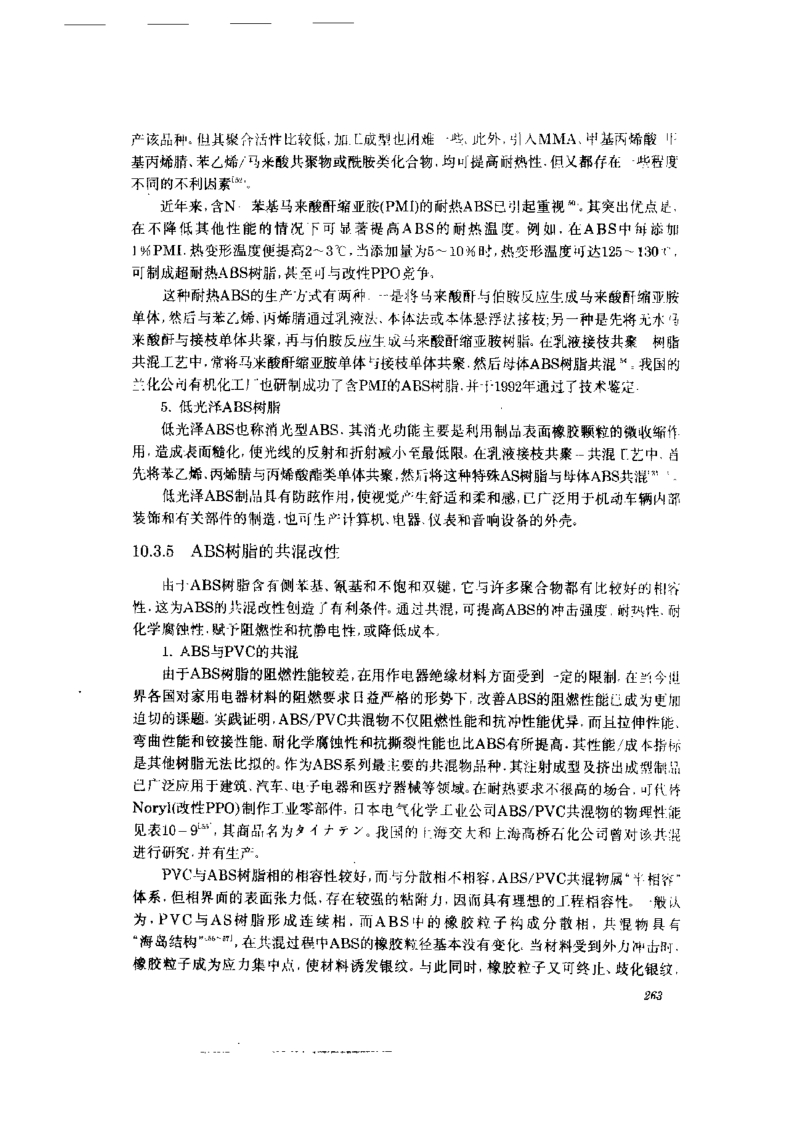 产该品种。但其聚合活性比较低，加工成型也困难一些。此外，引入MMA、甲基丙烯酸甲
基丙烯腈、苯乙烯/马来酸共聚物或酰胺类化合物，均可提高耐热性，但又都存在一些程度
不同的不利因素[52]。
近年来，含N-苯基马来酸酐缩亚胺(PMI)的耐热ABS已引起重视。其突出优点是，
在不降低其他性能的情况下可显著提高ABS的耐热温度。例如，在ABS中每添加
1%PMI，热变形温度便提高2～3℃，当添加量为5～10%时，热变形温度可达125～130℃，
可制成超耐热ABS树脂，甚至可与改性PPO竞争。
这种耐热ABS的生产方式有两种。一是将马来酸酐与伯胺反应生成马来酸酐缩亚胺
单体，然后与苯乙烯、丙烯腈通过乳液法、本体法或本体悬浮法接枝；另一种是先将无水马
来酸酐与接枝单体共聚，再与伯胺反应生成马来酸酐缩亚胺树脂。在乳液接枝共聚 树脂
共混工艺中，常将马来酸酐缩亚胺单体与接枝单体共聚，然后与母体ABS树脂共混。我国的
兰化公司有机化工厂也研制成功了含PMI的ABS树脂，并于1992年通过了技术鉴定。
5. 低光泽ABS树脂
低光泽ABS也称消光型ABS。其消光功能主要是利用制品表面橡胶颗粒的微收缩作
用，造成表面糙化，使光线的反射和折射减小至最低限。在乳液接枝共聚-共混工艺中，首
先将苯乙烯、丙烯腈与丙烯酸酯类单体共聚，然后将这种特殊AS树脂与母体ABS共混。
低光泽ABS制品具有防眩作用，使视觉产生舒适和柔和感，已广泛用于机动车辆内部
装饰和有关部件的制造，也可生产计算机、电器、仪表和音响设备的外壳。
10.3.5 ABS树脂的共混改性
由于ABS树脂含有侧苯基、氰基和不饱和双键，它与许多聚合物都有比较好的相容
性，这为ABS的共混改性创造了有利条件。通过共混，可提高ABS的冲击强度、耐热性、耐
化学腐蚀性，赋予阻燃性和抗静电性，或降低成本。
1. ABS与PVC的共混
由于ABS树脂的阻燃性能较差，在用作电器绝缘材料方面受到一定的限制。在当今世
界各国对家用电器材料的阻燃要求日益严格的形势下，改善ABS的阻燃性能已成为更加
迫切的课题。实践证明，ABS/PVC共混物不仅阻燃性能和抗冲性能优异，而且拉伸性能、
弯曲性能和铰接性能、耐化学腐蚀性和抗撕裂性能也比ABS有所提高，其性能/成本指标
是其他树脂无法比拟的。作为ABS系列最主要的共混物品种，其注射成型及挤出成型制品
已广泛应用于建筑、汽车、电子电器和医疗器械等领域。在耐热要求不很高的场合，可代替
Noryl(改性PPO)制作工业零部件。日本电气化学工业公司ABS/PVC共混物的物理性能
见表10-9[55]，其商品名为タイナテン。我国的上海交大和上海高桥石化公司曾对该共混
进行研究，并有生产。
PVC与ABS树脂相的相容性较好，而与分散相不相容，ABS/PVC共混物属“半相容”
体系，但相界面的表面张力低，存在较强的粘附力，因而具有理想的工程相容性。一般认
为，PVC与AS树脂形成连续相，而ABS中的橡胶粒子构成分散相，共混物具有
“海岛结构”[56~57]，在共混过程中ABS的橡胶粒径基本没有变化。当材料受到外力冲击时，
橡胶粒子成为应力集中点，使材料诱发银纹。与此同时，橡胶粒子又可终止、歧化银纹，
263